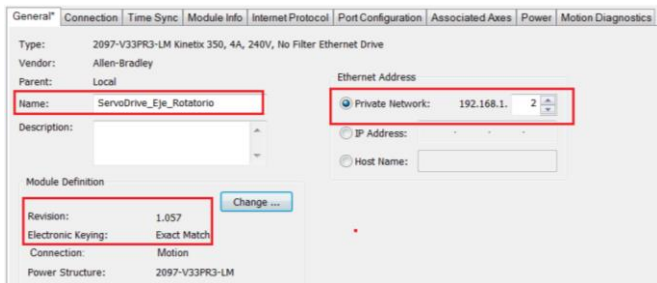 General* Connection Time Sync Module Info Internet Protocol Port Configuration Associated Axes Power Motion Diagnostics
Type: 2097-V33PR3-LM Kinetix 350, 4A, 240V, No Filter Ethernet Drive
Vendor: Allen-Bradley
Parent: Local
Name: ServoDrive_Eje_Rotatorio
Description:
Ethernet Address
Private Network: 192.168.1. 2
IP Address: . . .
Host Name:
Module Definition
Change ...
Revision: 1.057
Electronic Keying: Exact Match
Connection: Motion
Power Structure: 2097-V33PR3-LM